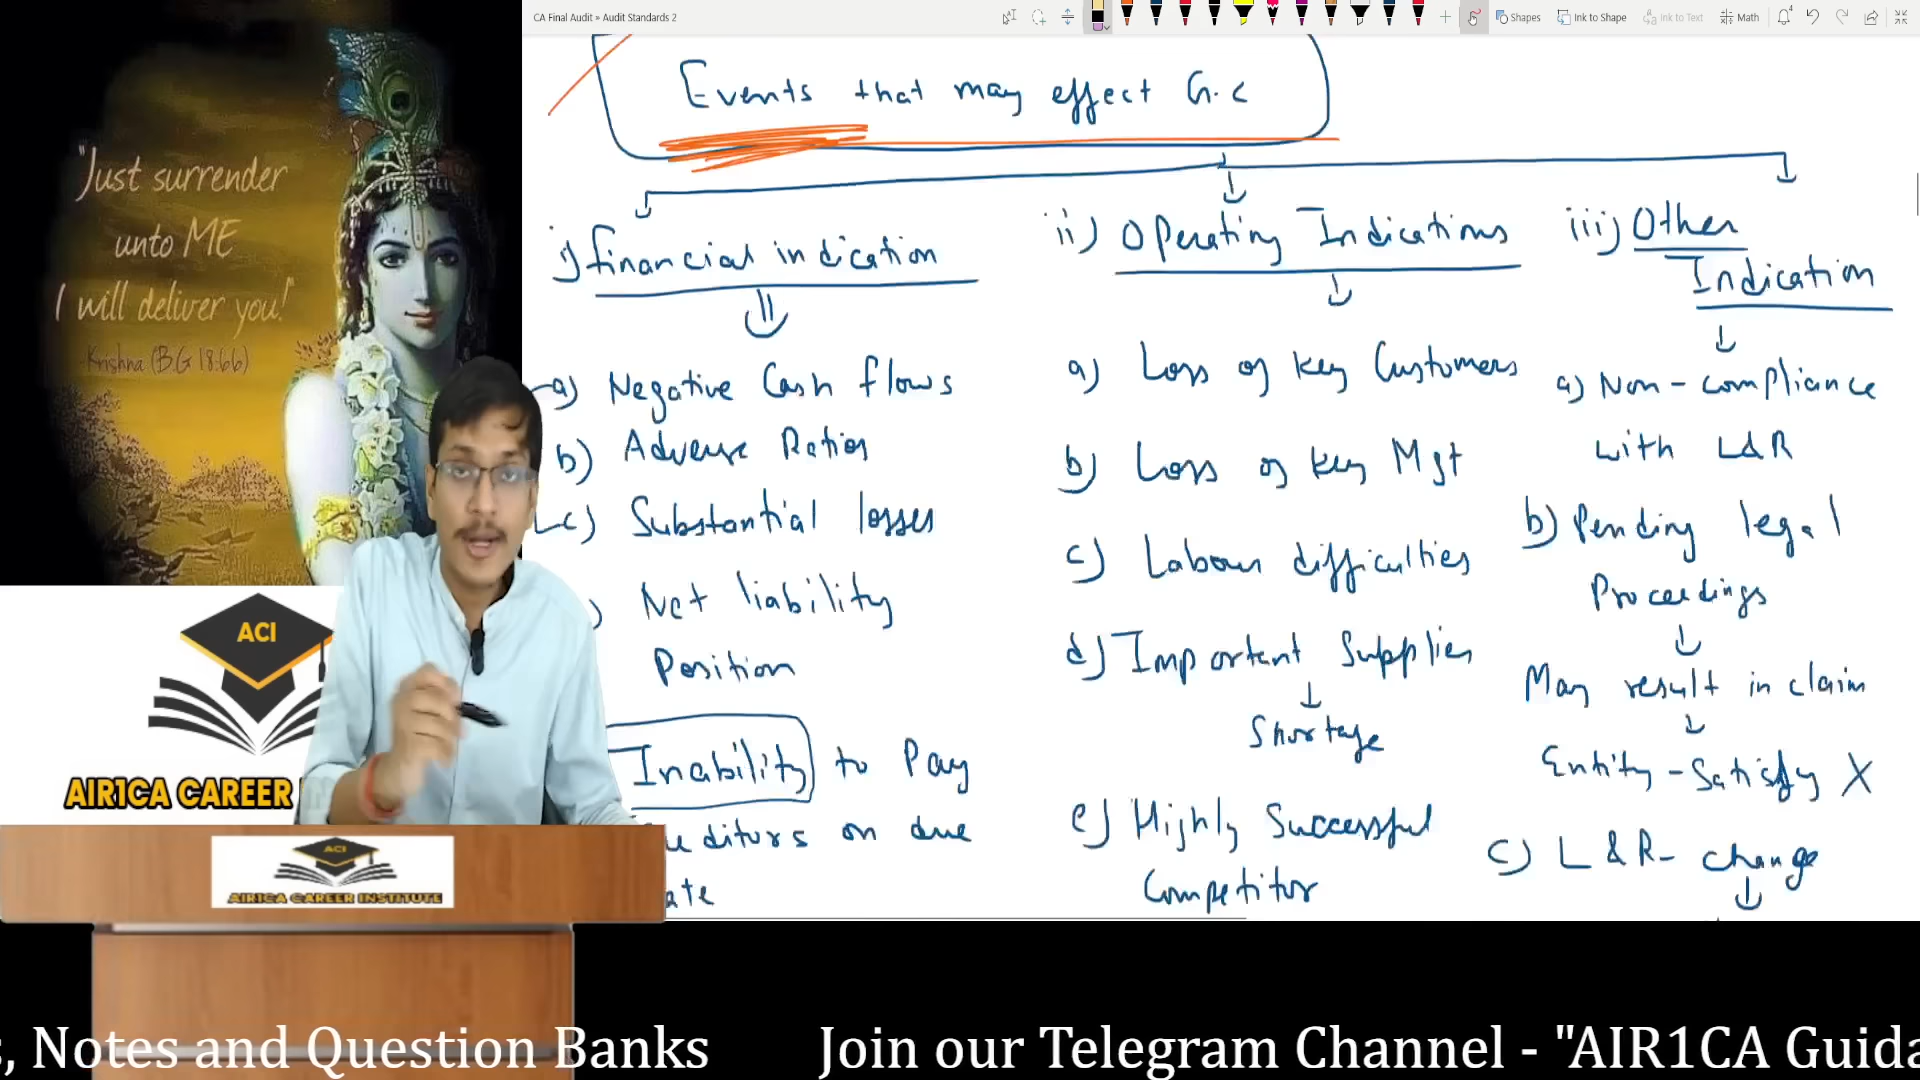 CA Final Audit » Audit Standards 2
Shapes
Ink to Shape
Ink to Text
Math
"Just surrender
unto ME
I will deliver you!"
-Krishna (B.G 18:66)
Events that may effect G.C
i) financial indication
a) Negative Cash flows
b) Adverse Ratios
c) Substantial losses
) Net liability
Position
Inability to Pay
editors on due
ate
ii) Operating Indications
a) Loss of key Customers
b) Loss of key Mgt
c) Labour difficulties
d) Important Supplies
Shortage
e) Highly Successful
Competitor
iii) Other
Indication
a) Non-compliance
with L&R
b) Pending legal
Proceedings
May result in claim
Entity - Satisfy X
c) L & R - change
ACI
AIR1CA CAREER IN
ACI
AIR1CA CAREER INSTITUTE
s, Notes and Question Banks
Join our Telegram Channel - "AIR1CA Guida